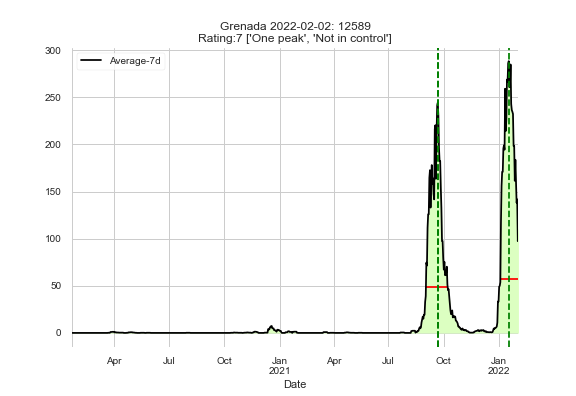 Grenada 2022-02-02: 12589
Rating:7 ['One peak', 'Not in control']
300
Average-7d
250
200
150
100
50
0
Apr Jul Oct Jan Apr Jul Oct Jan
2021 2022
Date